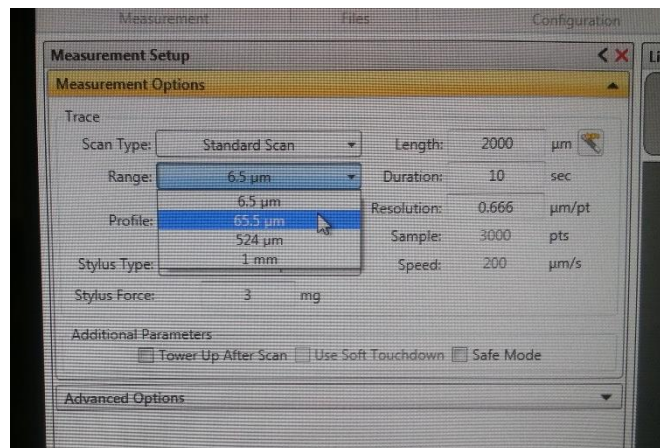 Measurement Files Configuration
Measurement Setup
Li
Measurement Options
Trace
Scan Type: Standard Scan Length: 2000 µm
Range: 6.5 µm Duration: 10 sec
6.5 µm
Resolution: 0.666 µm/pt
Profile: 65.5 µm
524 µm Sample: 3000 pts
Stylus Type: 1 mm Speed: 200 µm/s
Stylus Force: 3 mg
Additional Parameters
Tower Up After Scan Use Soft Touchdown Safe Mode
Advanced Options